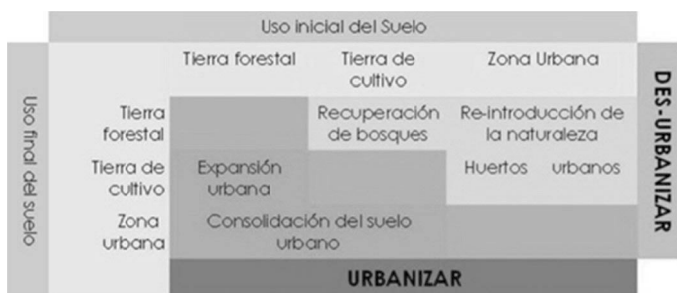 Uso inicial del Suelo
Tierra forestal
Tierra de
cultivo
Zona Urbana
Uso final del suelo
Tierra
forestal
Recuperación
de bosques
Re-introducción de
la naturaleza
Tierra de
cultivo
Expansión
urbana
Huertos urbanos
Zona
urbana
Consolidación del suelo
urbano
DES-URBANIZAR
URBANIZAR